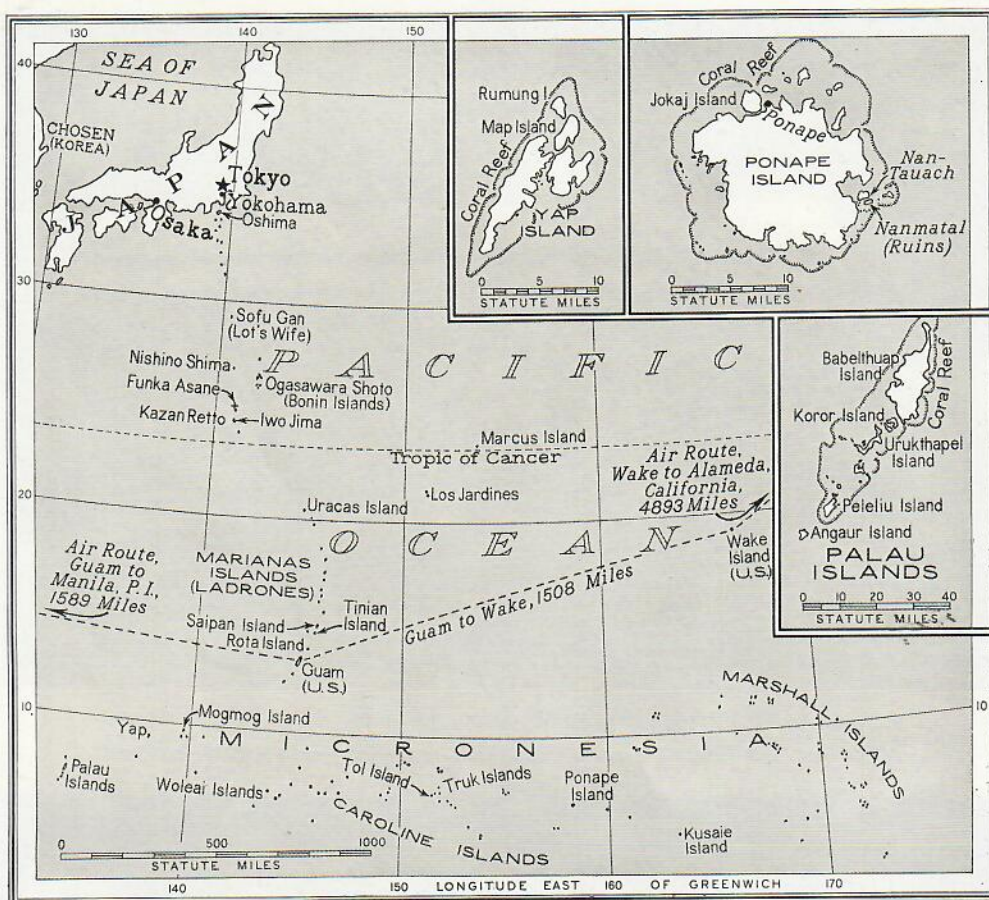 130
140
150
40
30
20
10
SEA OF
JAPAN
CHOSEN
(KOREA)
JAPAN
Tokyo
Yokohama
Oshima
Osaka
Sofu Gan
(Lot's Wife)
Nishino Shima
Funka Asane
Ogasawara Shoto
(Bonin Islands)
Kazan Retto
Iwo Jima
PACIFIC
Marcus Island
Tropic of Cancer
Air Route,
Wake to Alameda,
California,
4893 Miles
Los Jardines
Uracas Island
OCEAN
Wake
Island
(U.S.)
MARIANAS
ISLANDS
(LADRONES)
Air Route,
Guam to
Manila, P.I.,
1589 Miles
Tinian
Island
Saipan Island
Rota Island
Guam to Wake, 1508 Miles
Guam
(U.S.)
MARSHALL ISLANDS
10
Mogmog Island
Yap
MICRONESIA
Palau
Islands
Woleai Islands
Tol Island
Truk Islands
Ponape
Island
CAROLINE ISLANDS
Kusaie
Island
0 500 1000
STATUTE MILES
140
150
LONGITUDE EAST
160
OF GREENWICH
170
Rumung I.
Map Island
Coral Reef
YAP
ISLAND
0 5 10
STATUTE MILES
Coral Reef
Jokaj Island
Ponape
PONAPE
ISLAND
Nan-
Tauach
Nanmatal
(Ruins)
0 5 10
STATUTE MILES
Babelthuap
Island
Coral Reef
Koror Island
Urukthapel
Island
Peleliu Island
Angaur Island
PALAU
ISLANDS
0 10 20 30 40
STATUTE MILES